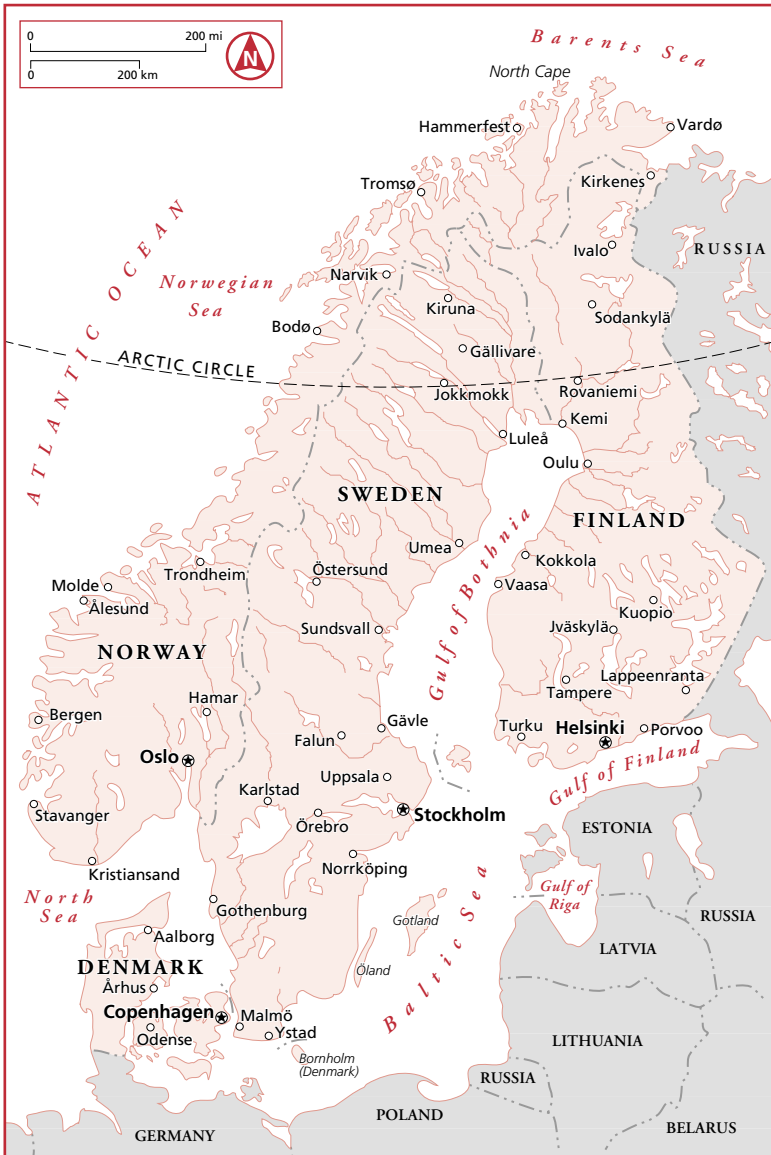 0 200 mi
0 200 km
N
Barents Sea
North Cape
Hammerfest
Vardø
Tromsø
Kirkenes
ATLANTIC OCEAN
Ivalo
RUSSIA
Norwegian
Sea
Narvik
Kiruna
Sodankylä
Bodø
Gällivare
ARCTIC CIRCLE
Jokkmokk
Rovaniemi
Kemi
Luleå
Oulu
SWEDEN
FINLAND
Gulf of Bothnia
Umea
Kokkola
Trondheim
Östersund
Vaasa
Molde
Ålesund
Kuopio
Sundsvall
Jväskylä
NORWAY
Lappeenranta
Tampere
Hamar
Bergen
Gävle
Turku
Helsinki
Porvoo
Falun
Oslo
Uppsala
Gulf of Finland
Karlstad
Stavanger
Örebro
Stockholm
ESTONIA
Kristiansand
Norrköping
North
Sea
Gulf of
Riga
Gothenburg
Gotland
RUSSIA
Aalborg
LATVIA
DENMARK
Öland
Baltic Sea
Århus
Copenhagen
Malmö
Odense
Ystad
LITHUANIA
Bornholm
(Denmark)
RUSSIA
POLAND
GERMANY
BELARUS